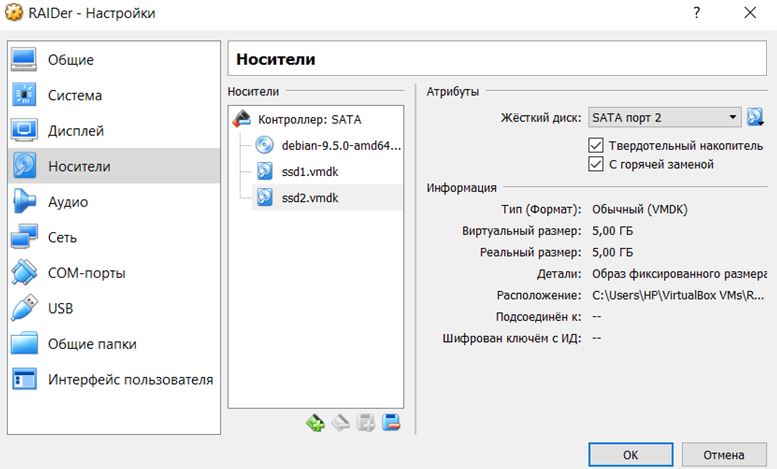 RAIDer - Настройки
?
Общие
Система
Дисплей
Носители
Аудио
Сеть
COM-порты
USB
Общие папки
Интерфейс пользователя
Носители
Носители
Контроллер: SATA
debian-9.5.0-amd64...
ssd1.vmdk
ssd2.vmdk
Атрибуты
Жёсткий диск: SATA порт 2
Твердотельный накопитель
С горячей заменой
Информация
Тип (Формат): Обычный (VMDK)
Виртуальный размер: 5,00 ГБ
Реальный размер: 5,00 ГБ
Детали: Образ фиксированного размера
Расположение: C:\Users\HP\VirtualBox VMs\R...
Подсоединён к: --
Шифрован ключём с ИД: --
OK
Отмена